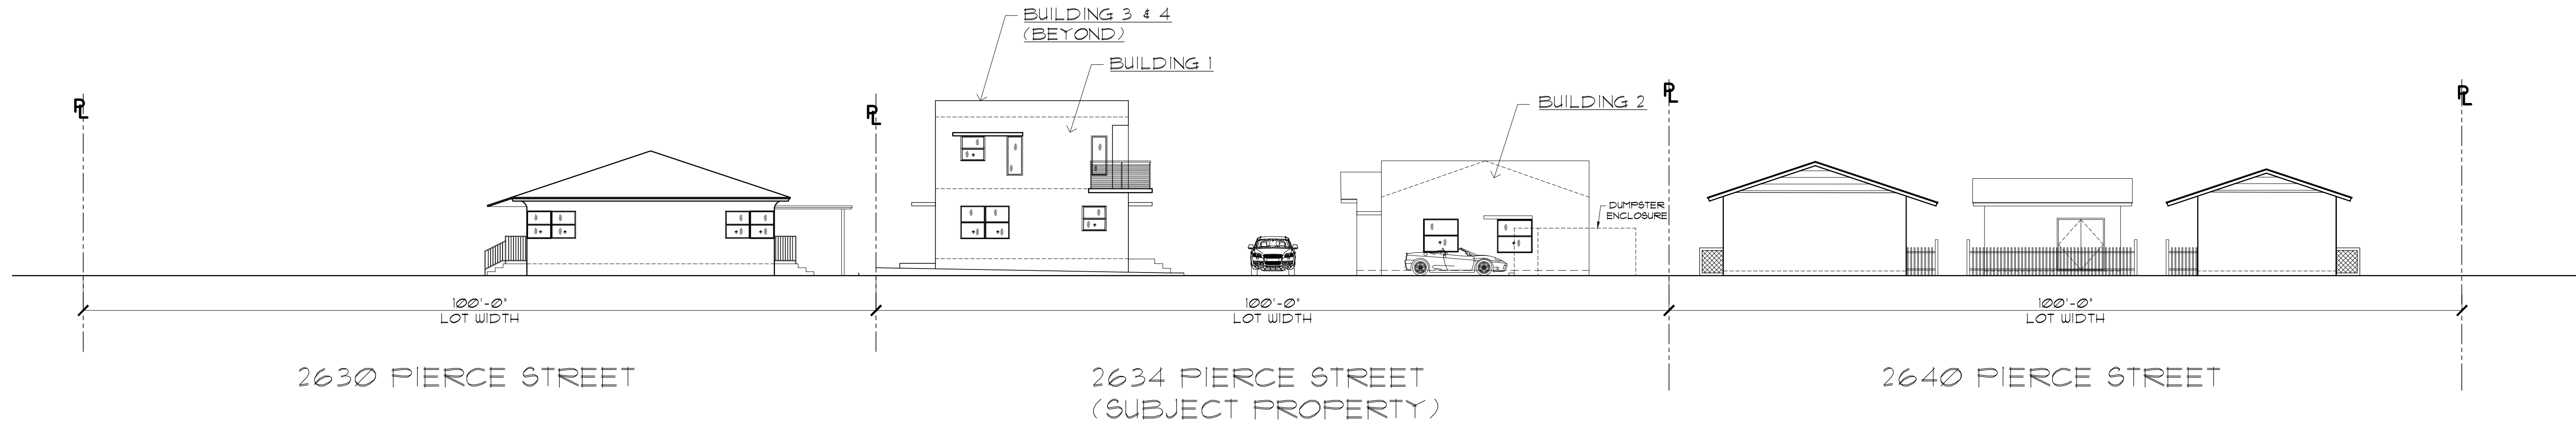 BUILDING 3 & 4
(BEYOND)
BUILDING 1
BUILDING 2
PL
PL
PL
PL
DUMPSTER
ENCLOSURE
100'-0"
LOT WIDTH
100'-0"
LOT WIDTH
100'-0"
LOT WIDTH
2630 PIERCE STREET
2634 PIERCE STREET
(SUBJECT PROPERTY)
2640 PIERCE STREET